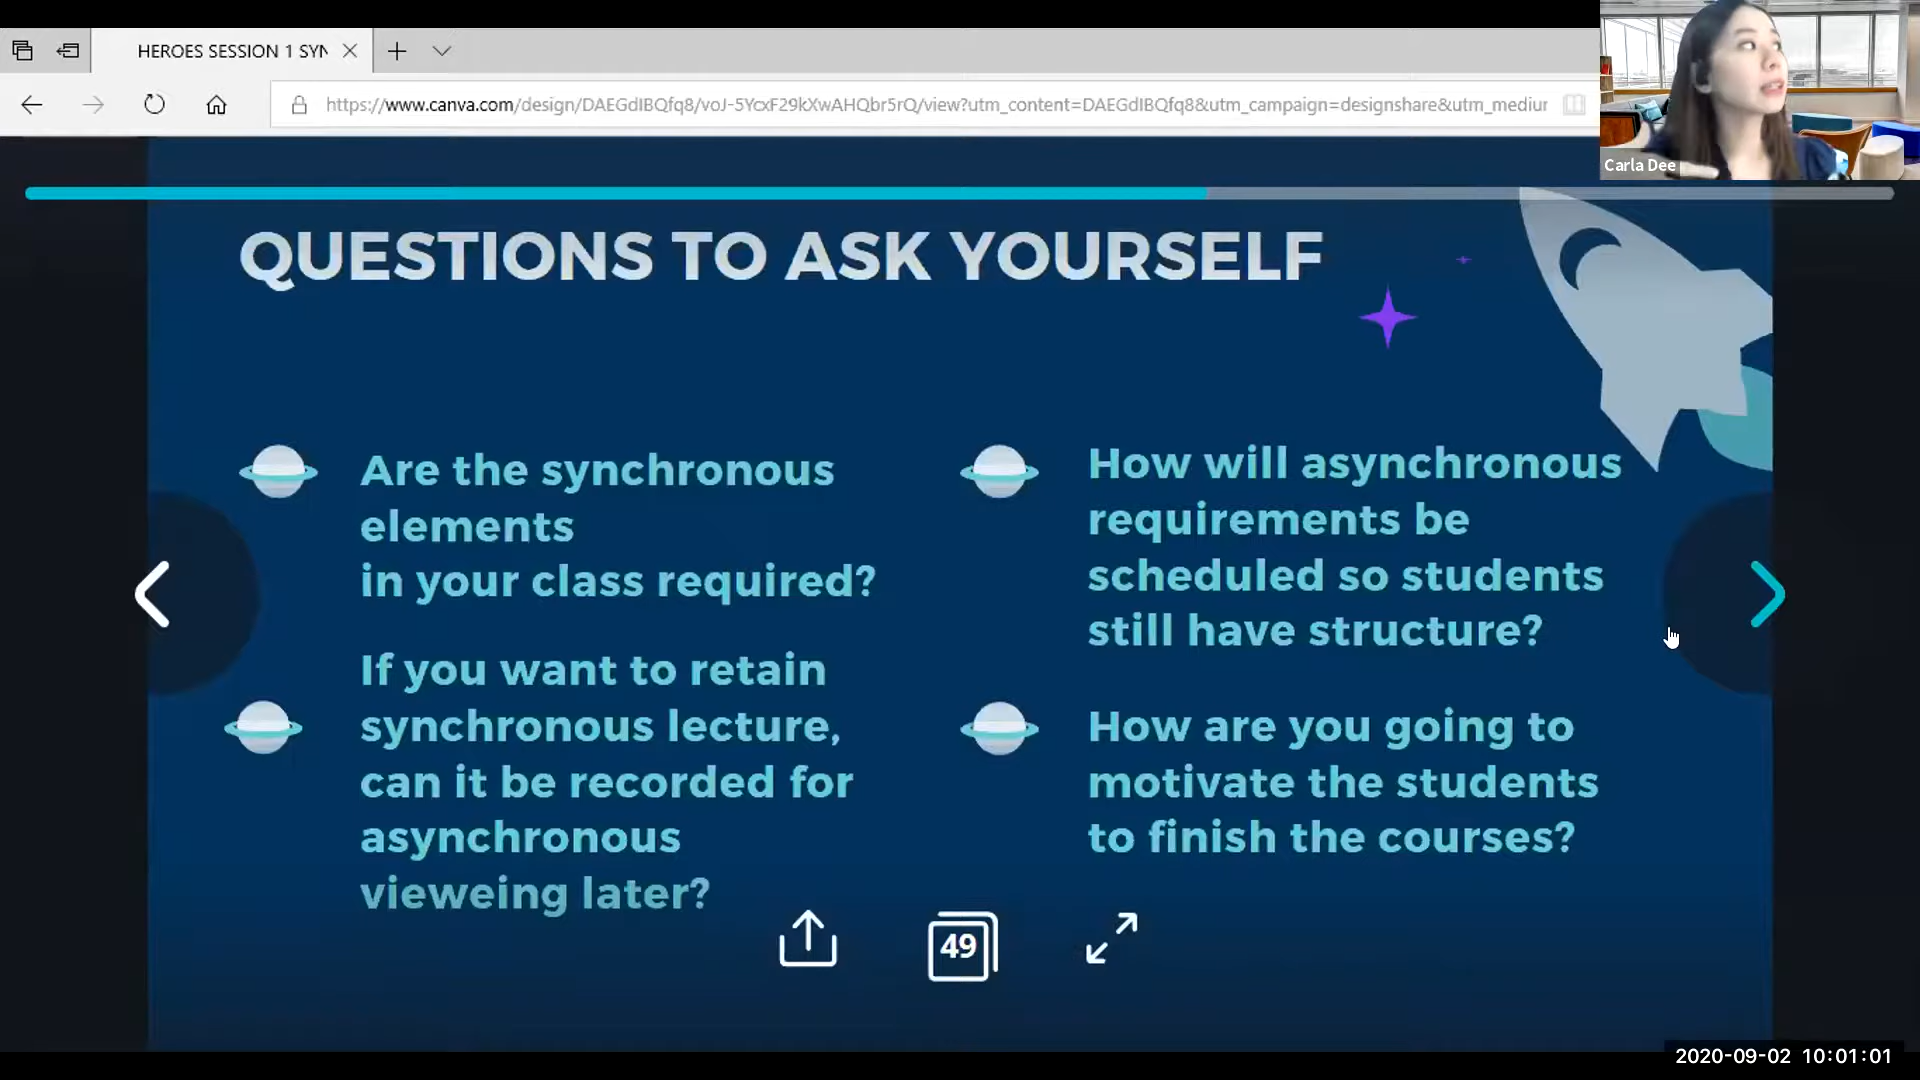 HEROES SESSION 1 SYN
https://www.canva.com/design/DAEGdIBQfq8/voJ-5YcxF29kXwAHQbr5rQ/view?utm_content=DAEGdIBQfq8&utm_campaign=designshare&utm_mediur
Carla Dee
QUESTIONS TO ASK YOURSELF
Are the synchronous
elements
in your class required?
If you want to retain
synchronous lecture,
can it be recorded for
asynchronous
vieweing later?
How will asynchronous
requirements be
scheduled so students
still have structure?
How are you going to
motivate the students
to finish the courses?
49
2020-09-02 10:01:01